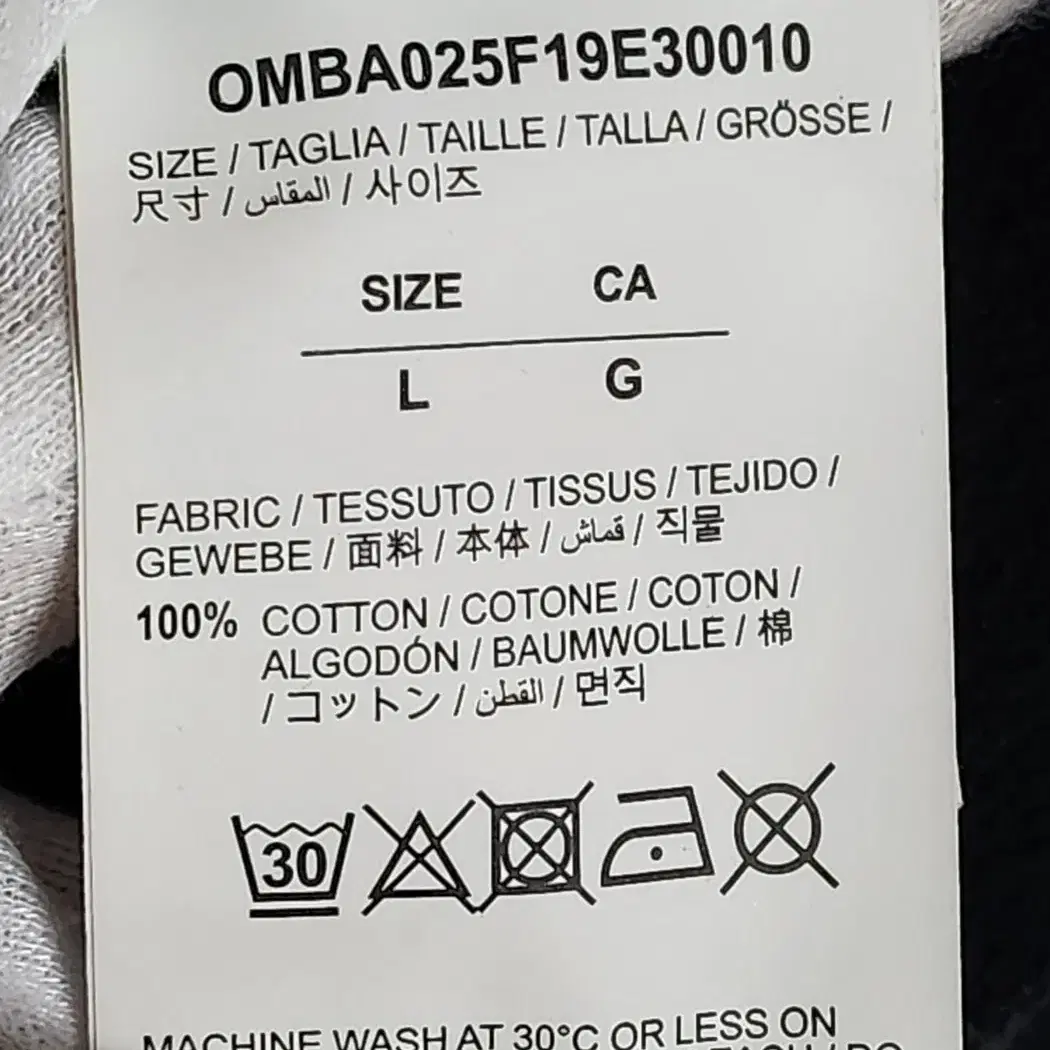 OMBA025F19E30010
SIZE / TAGLIA / TAILLE / TALLA / GRÖSSE /
尺寸 / المقاس / 사이즈
SIZE CA
L G
FABRIC / TESSUTO / TISSUS / TEJIDO /
GEWEBE / 面料 / 本体 / قماش / 직물
100% COTTON / COTONE / COTON /
ALGODÓN / BAUMWOLLE / 棉
/ コットン / القطن / 면직
30
MACHINE WASH AT 30°C OR LESS ON